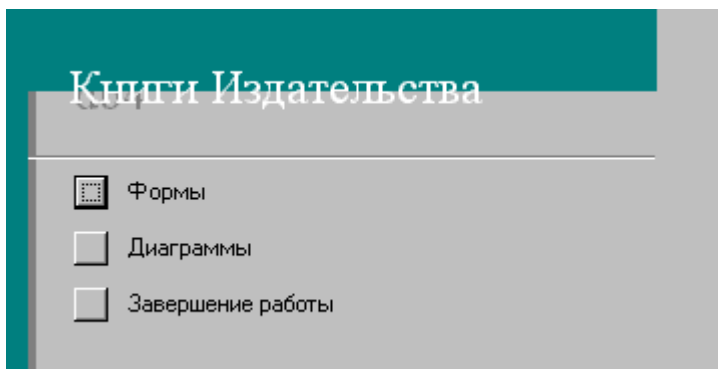 Книги Издательства
Формы
Диаграммы
Завершение работы